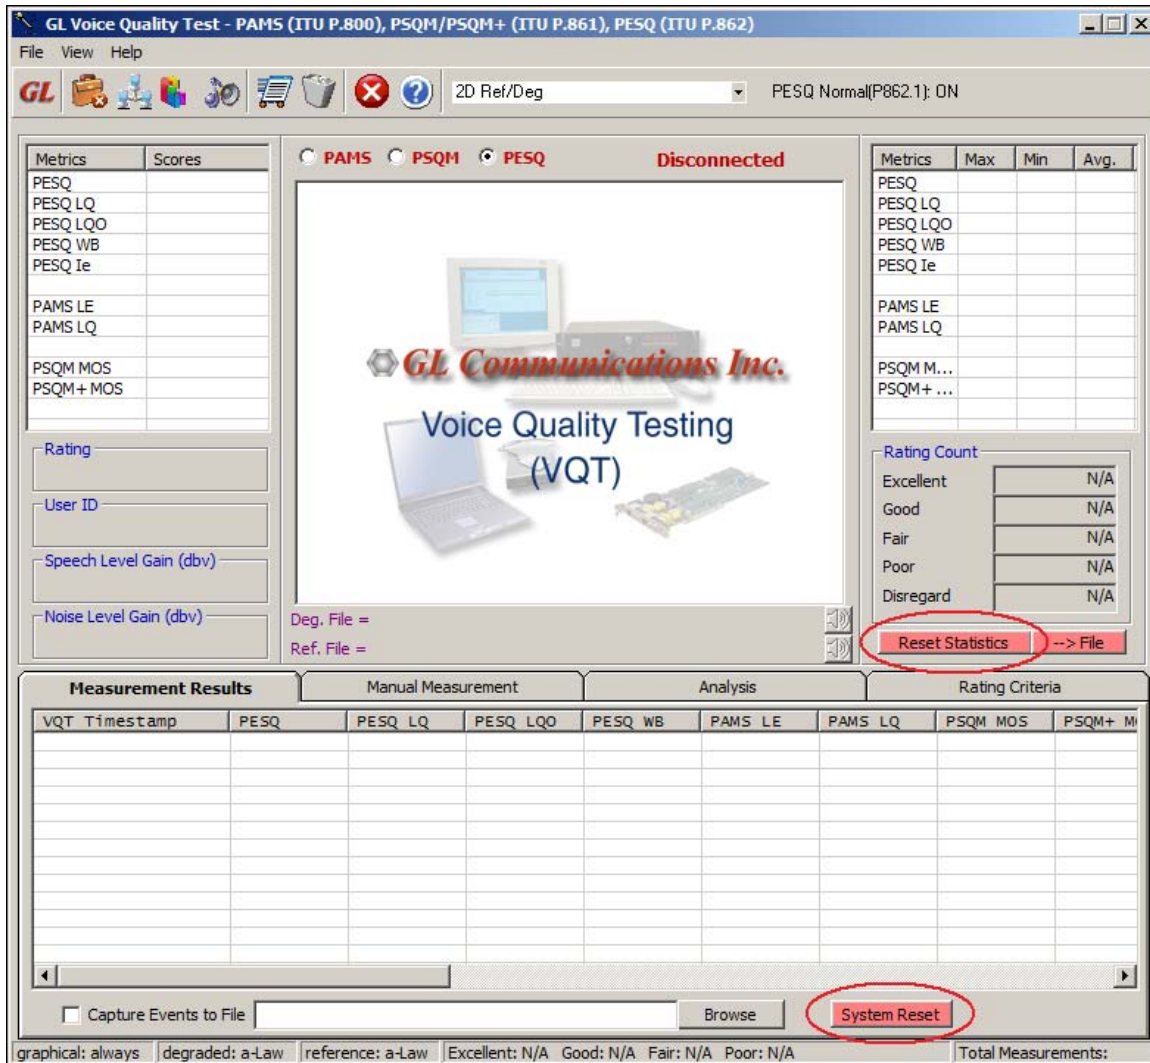 GL Voice Quality Test - PAMS (ITU P.800), PSQM/PSQM+ (ITU P.861), PESQ (ITU P.862)
File View Help
GL 2D Ref/Deg PESQ Normal(P862.1): ON
Metrics Scores
PESQ
PESQ LQ
PESQ LQO
PESQ WB
PESQ Ie
PAMS LE
PAMS LQ
PSQM MOS
PSQM+ MOS
Rating
User ID
Speech Level Gain (dbv)
Noise Level Gain (dbv)
PAMS PSQM PESQ Disconnected
GL Communications Inc.
Voice Quality Testing
(VQT)
Deg. File =
Ref. File =
Metrics Max Min Avg.
PESQ
PESQ LQ
PESQ LQO
PESQ WB
PESQ Ie
PAMS LE
PAMS LQ
PSQM M...
PSQM+ ...
Rating Count
Excellent N/A
Good N/A
Fair N/A
Poor N/A
Disregard N/A
Reset Statistics --> File
Measurement Results Manual Measurement Analysis Rating Criteria
VQT Timestamp PESQ PESQ LQ PESQ LQO PESQ WB PAMS LE PAMS LQ PSQM MOS PSQM+ M
Capture Events to File Browse System Reset
graphical: always degraded: a-Law reference: a-Law Excellent: N/A Good: N/A Fair: N/A Poor: N/A Total Measurements: